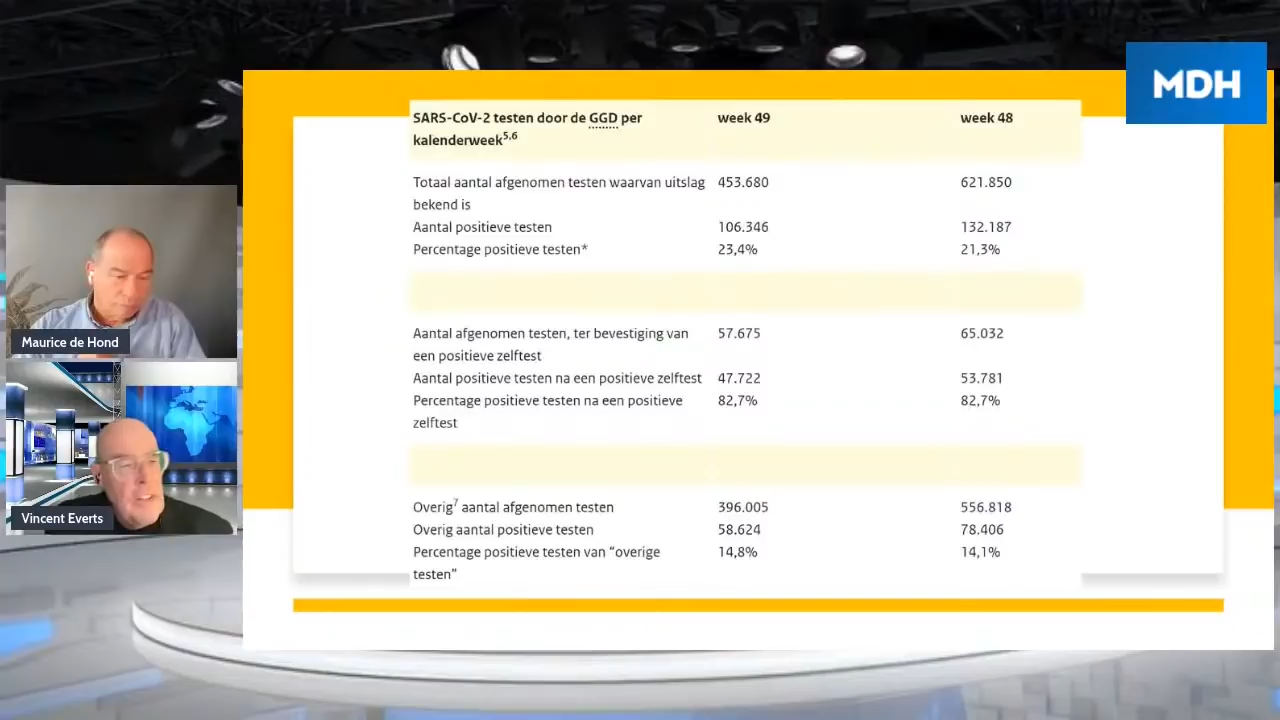 MDH
SARS-CoV-2 testen door de GGD per week 49 week 48
kalenderweek5,6
Totaal aantal afgenomen testen waarvan uitslag 453.680 621.850
bekend is
Aantal positieve testen 106.346 132.187
Percentage positieve testen* 23,4% 21,3%
Aantal afgenomen testen, ter bevestiging van 57.675 65.032
een positieve zelftest
Aantal positieve testen na een positieve zelftest 47.722 53.781
Percentage positieve testen na een positieve 82,7% 82,7%
zelftest
Overig7 aantal afgenomen testen 396.005 556.818
Overig aantal positieve testen 58.624 78.406
Percentage positieve testen van “overige 14,8% 14,1%
testen”
Maurice de Hond
Vincent Everts